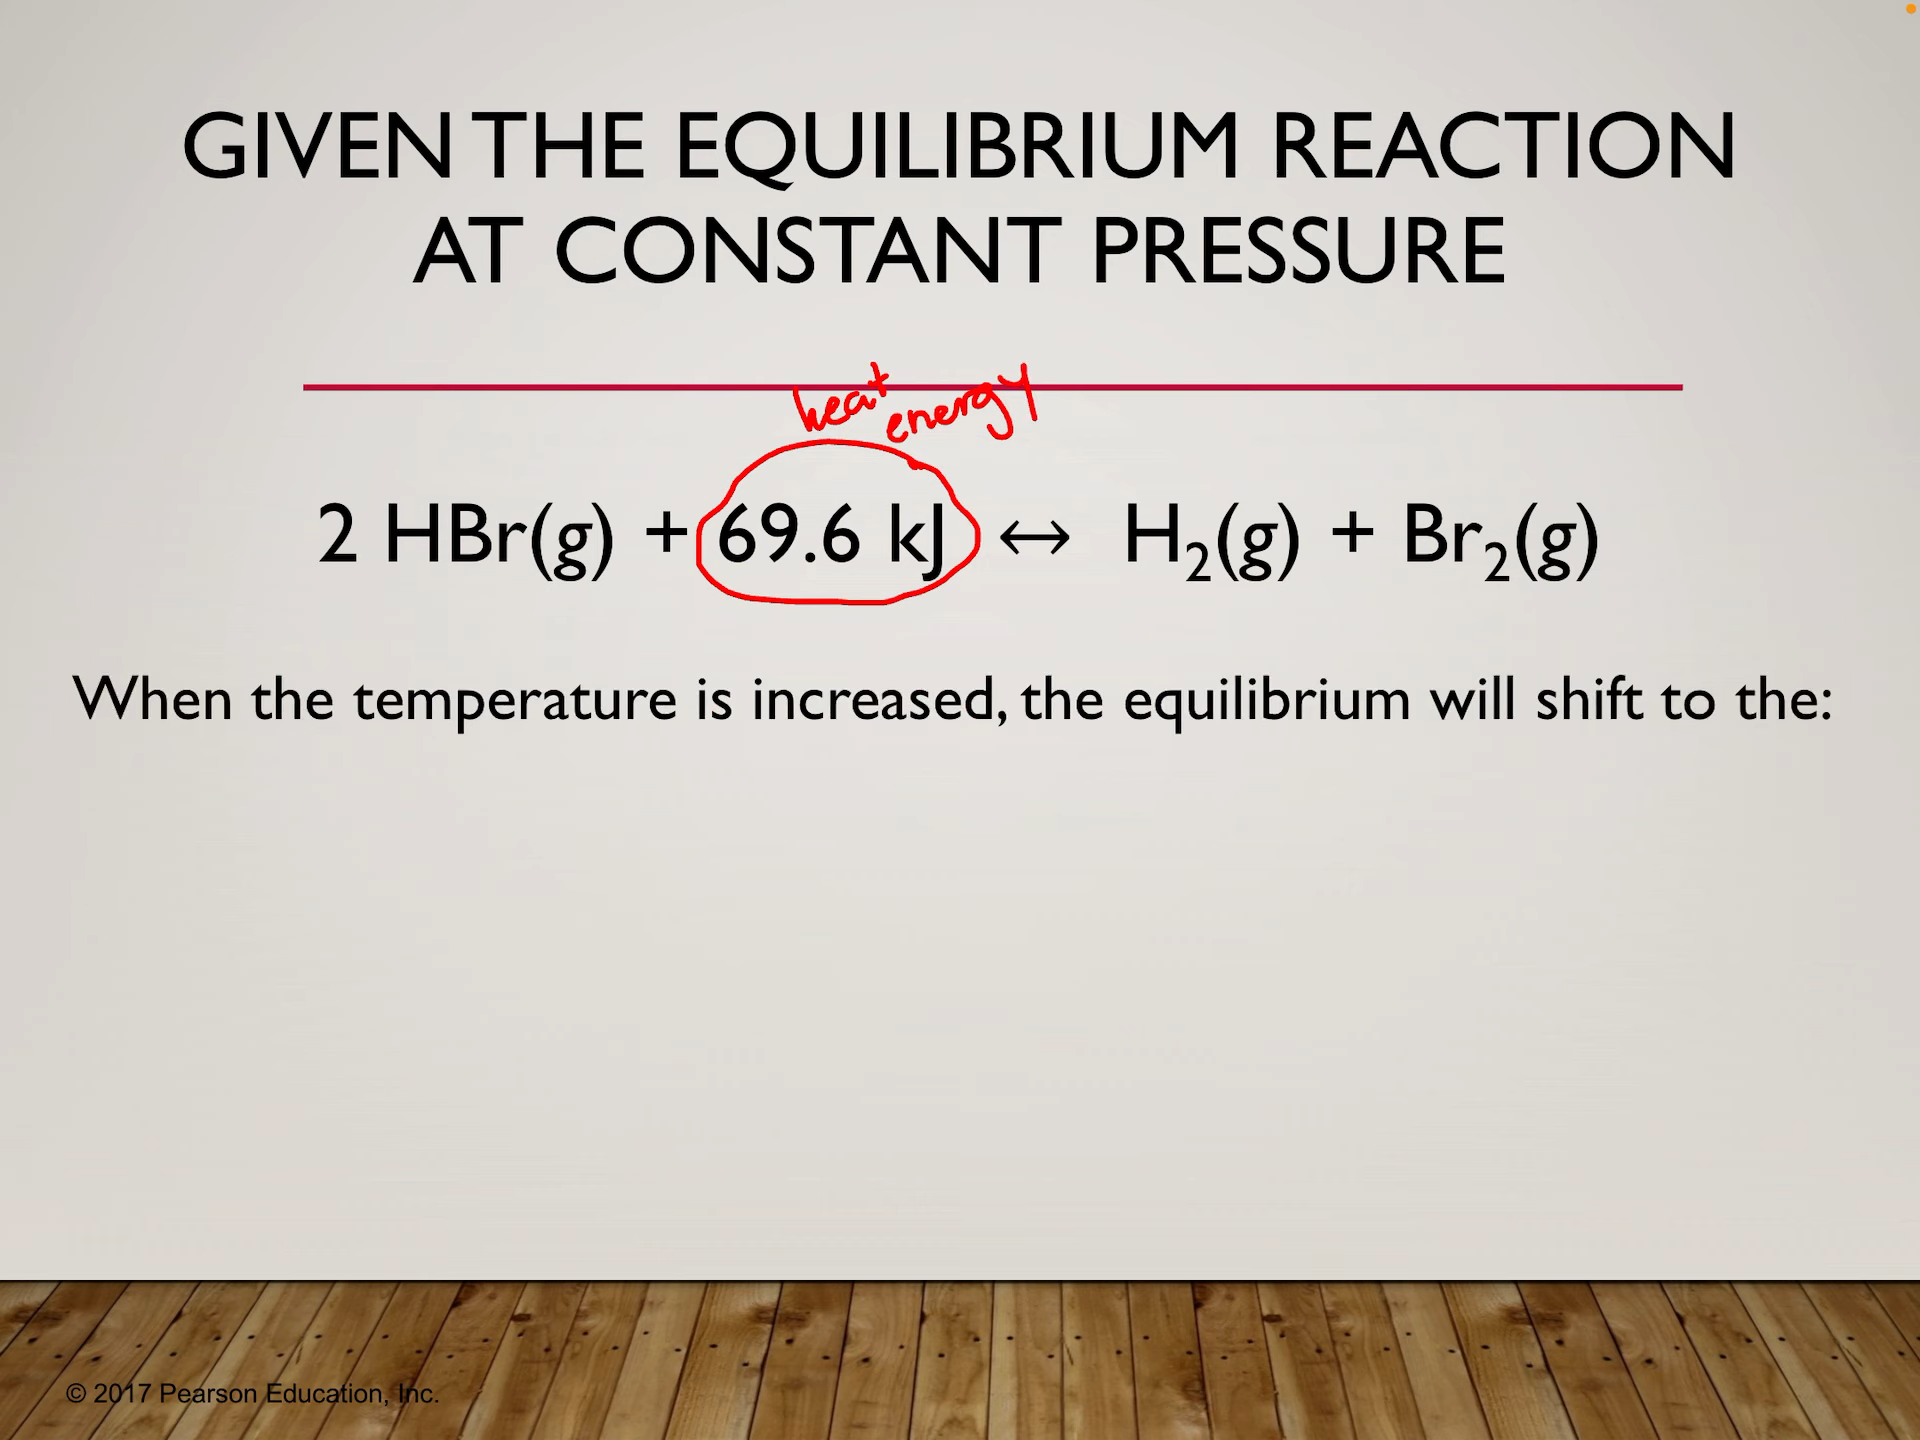 GIVEN THE EQUILIBRIUM REACTION
AT CONSTANT PRESSURE
heat energy
2 HBr(g) + 69.6 kJ ↔ H₂(g) + Br₂(g)
When the temperature is increased, the equilibrium will shift to the:
© 2017 Pearson Education, Inc.